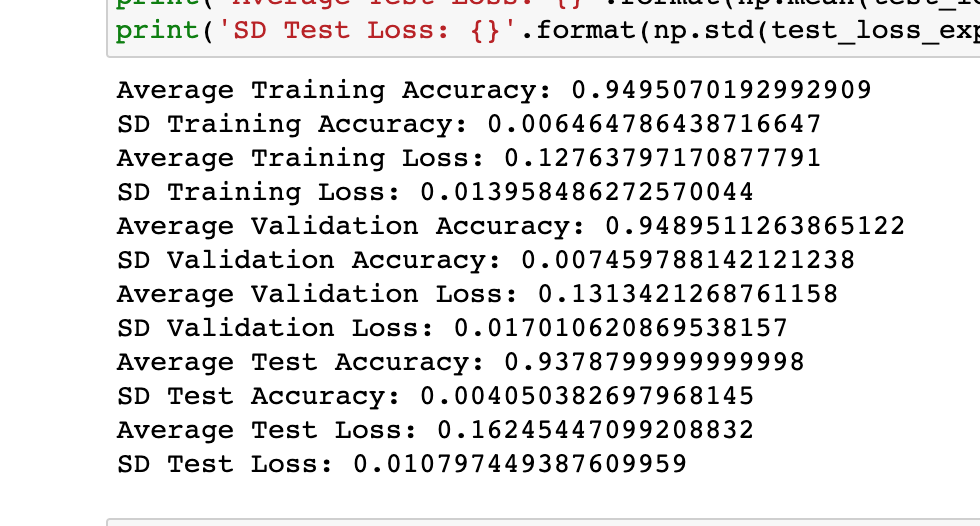 print('Average Test Loss: {}'.format(np.mean(test_
print('SD Test Loss: {}'.format(np.std(test_loss_exp
Average Training Accuracy: 0.9495070192992909
SD Training Accuracy: 0.006464786438716647
Average Training Loss: 0.12763797170877791
SD Training Loss: 0.013958486272570044
Average Validation Accuracy: 0.9489511263865122
SD Validation Accuracy: 0.007459788142121238
Average Validation Loss: 0.1313421268761158
SD Validation Loss: 0.017010620869538157
Average Test Accuracy: 0.9378799999999998
SD Test Accuracy: 0.004050382697968145
Average Test Loss: 0.16245447099208832
SD Test Loss: 0.010797449387609959